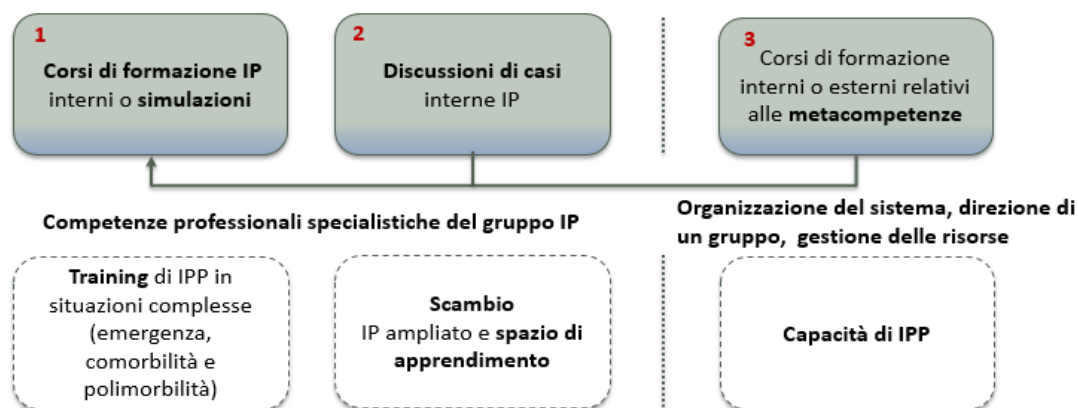 1
Corsi di formazione IP
interni o simulazioni
2
Discussioni di casi
interne IP
3
Corsi di formazione
interni o esterni relativi
alle metacompetenze
Competenze professionali specialistiche del gruppo IP
Organizzazione del sistema, direzione di
un gruppo, gestione delle risorse
Training di IPP in
situazioni complesse
(emergenza,
comorbilità e
polimorbilità)
Scambio
IP ampliato e spazio di
apprendimento
Capacità di IPP